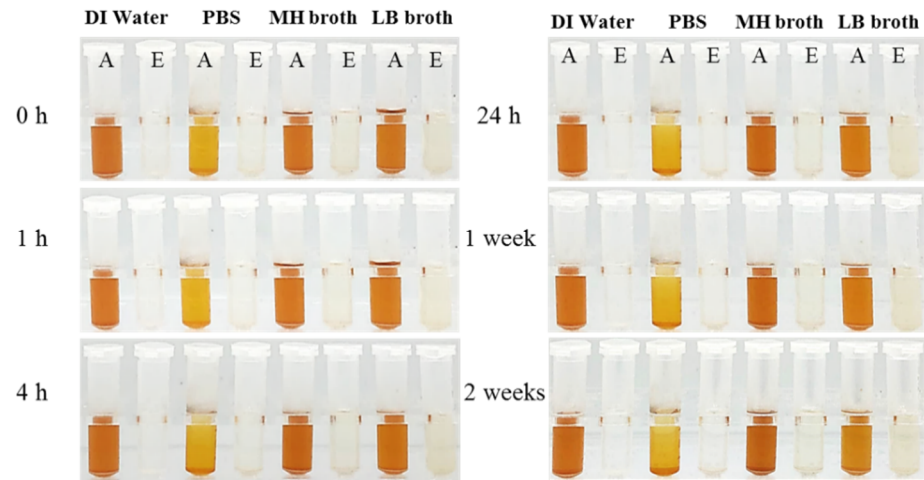 DI Water PBS MH broth LB broth
A E A E A E A E
0 h
1 h
4 h
DI Water PBS MH broth LB broth
A E A E A E A E
24 h
1 week
2 weeks